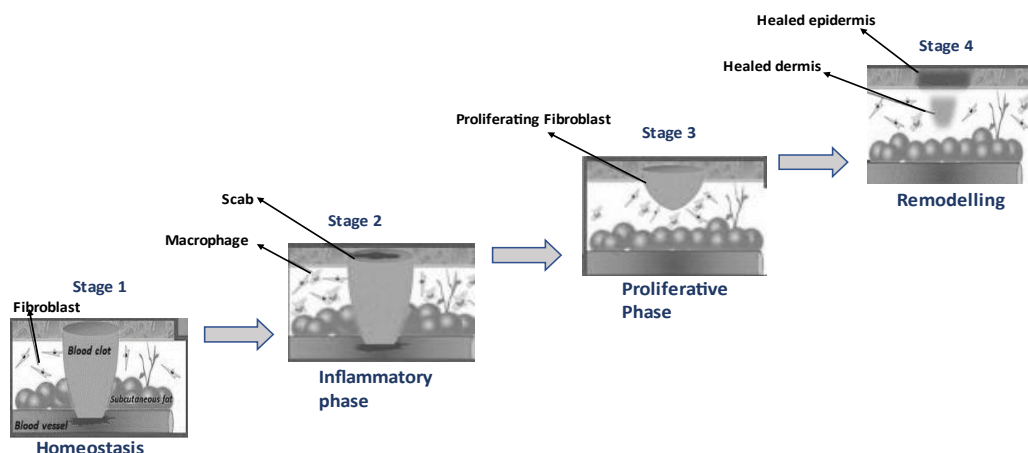 Stage 1
Fibroblast
Blood clot
Subcutaneous fat
Blood vessel
Homeostasis
Stage 2
Scab
Macrophage
Inflammatory
phase
Stage 3
Proliferating Fibroblast
Proliferative
Phase
Stage 4
Healed epidermis
Healed dermis
Remodelling